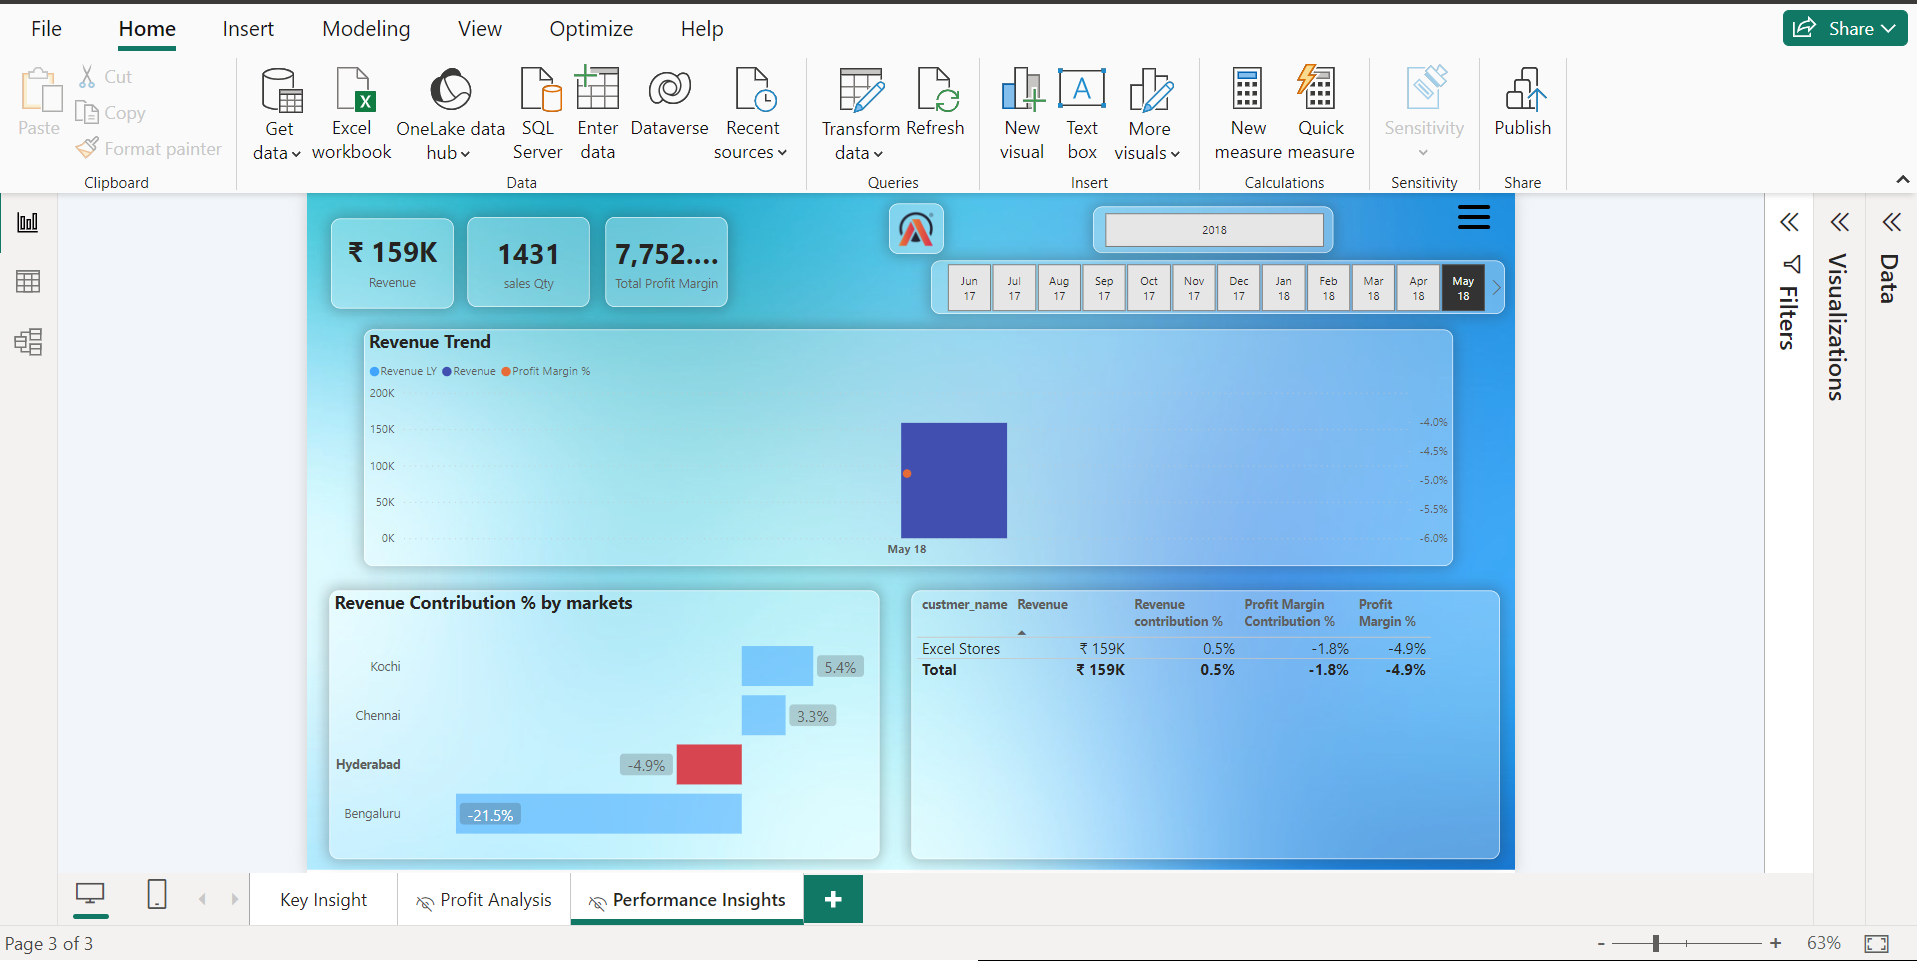 File Home Insert Modeling View Optimize Help Share
Paste
Cut
Copy
Format painter
Clipboard
Get data
Excel workbook
OneLake data hub
SQL Server
Enter data
Dataverse
Recent sources
Data
Transform data
Refresh
Queries
New visual
Text box
More visuals
Insert
New measure
Quick measure
Calculations
Sensitivity
Sensitivity
Publish
Share
₹ 159K
Revenue
1431
sales Qty
7,752....
Total Profit Margin
2018
Jun 17
Jul 17
Aug 17
Sep 17
Oct 17
Nov 17
Dec 17
Jan 18
Feb 18
Mar 18
Apr 18
May 18
Revenue Trend
Revenue LY Revenue Profit Margin %
200K
150K
100K
50K
0K
-4.0%
-4.5%
-5.0%
-5.5%
-6.0%
May 18
Revenue Contribution % by markets
Kochi 5.4%
Chennai 3.3%
Hyderabad -4.9%
Bengaluru -21.5%
custmer_name Revenue Revenue contribution % Profit Margin Contribution % Profit Margin %
Excel Stores ₹ 159K 0.5% -1.8% -4.9%
Total ₹ 159K 0.5% -1.8% -4.9%
Filters
Visualizations
Data
Key Insight Profit Analysis Performance Insights +
Page 3 of 3
- + 63%